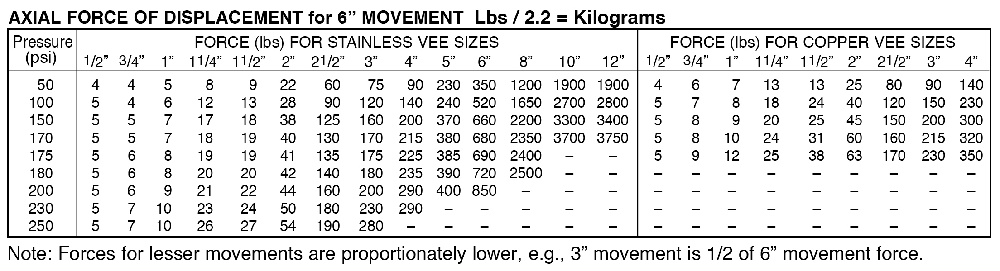 AXIAL FORCE OF DISPLACEMENT for 6” MOVEMENT Lbs / 2.2 = Kilograms
Pressure (psi) FORCE (lbs) FOR STAINLESS VEE SIZES FORCE (lbs) FOR COPPER VEE SIZES
1/2” 3/4” 1” 11/4” 11/2” 2” 21/2” 3” 4” 5” 6” 8” 10” 12” 1/2” 3/4” 1” 11/4” 11/2” 2” 21/2” 3” 4”
50 4 4 5 8 9 22 60 75 90 230 350 1200 1900 1900 4 6 7 13 13 25 80 90 140
100 5 4 6 12 13 28 90 120 140 240 520 1650 2700 2800 5 7 8 18 24 40 120 150 230
150 5 5 7 17 18 38 125 160 200 370 660 2200 3300 3400 5 8 9 20 25 45 150 200 300
170 5 5 7 18 19 40 130 170 215 380 680 2350 3700 3750 5 8 10 24 31 60 160 215 320
175 5 6 8 19 19 41 135 175 225 385 690 2400 – – 5 9 12 25 38 63 170 230 350
180 5 6 8 20 20 42 140 180 235 390 720 2500 – – – – – – – – – – –
200 5 6 9 21 22 44 160 200 290 400 850 – – – – – – – – – – – –
230 5 7 10 23 24 50 180 230 290 – – – – – – – – – – – – – –
250 5 7 10 26 27 54 190 280 – – – – – – – – – – – – – – –
Note: Forces for lesser movements are proportionately lower, e.g., 3” movement is 1/2 of 6” movement force.